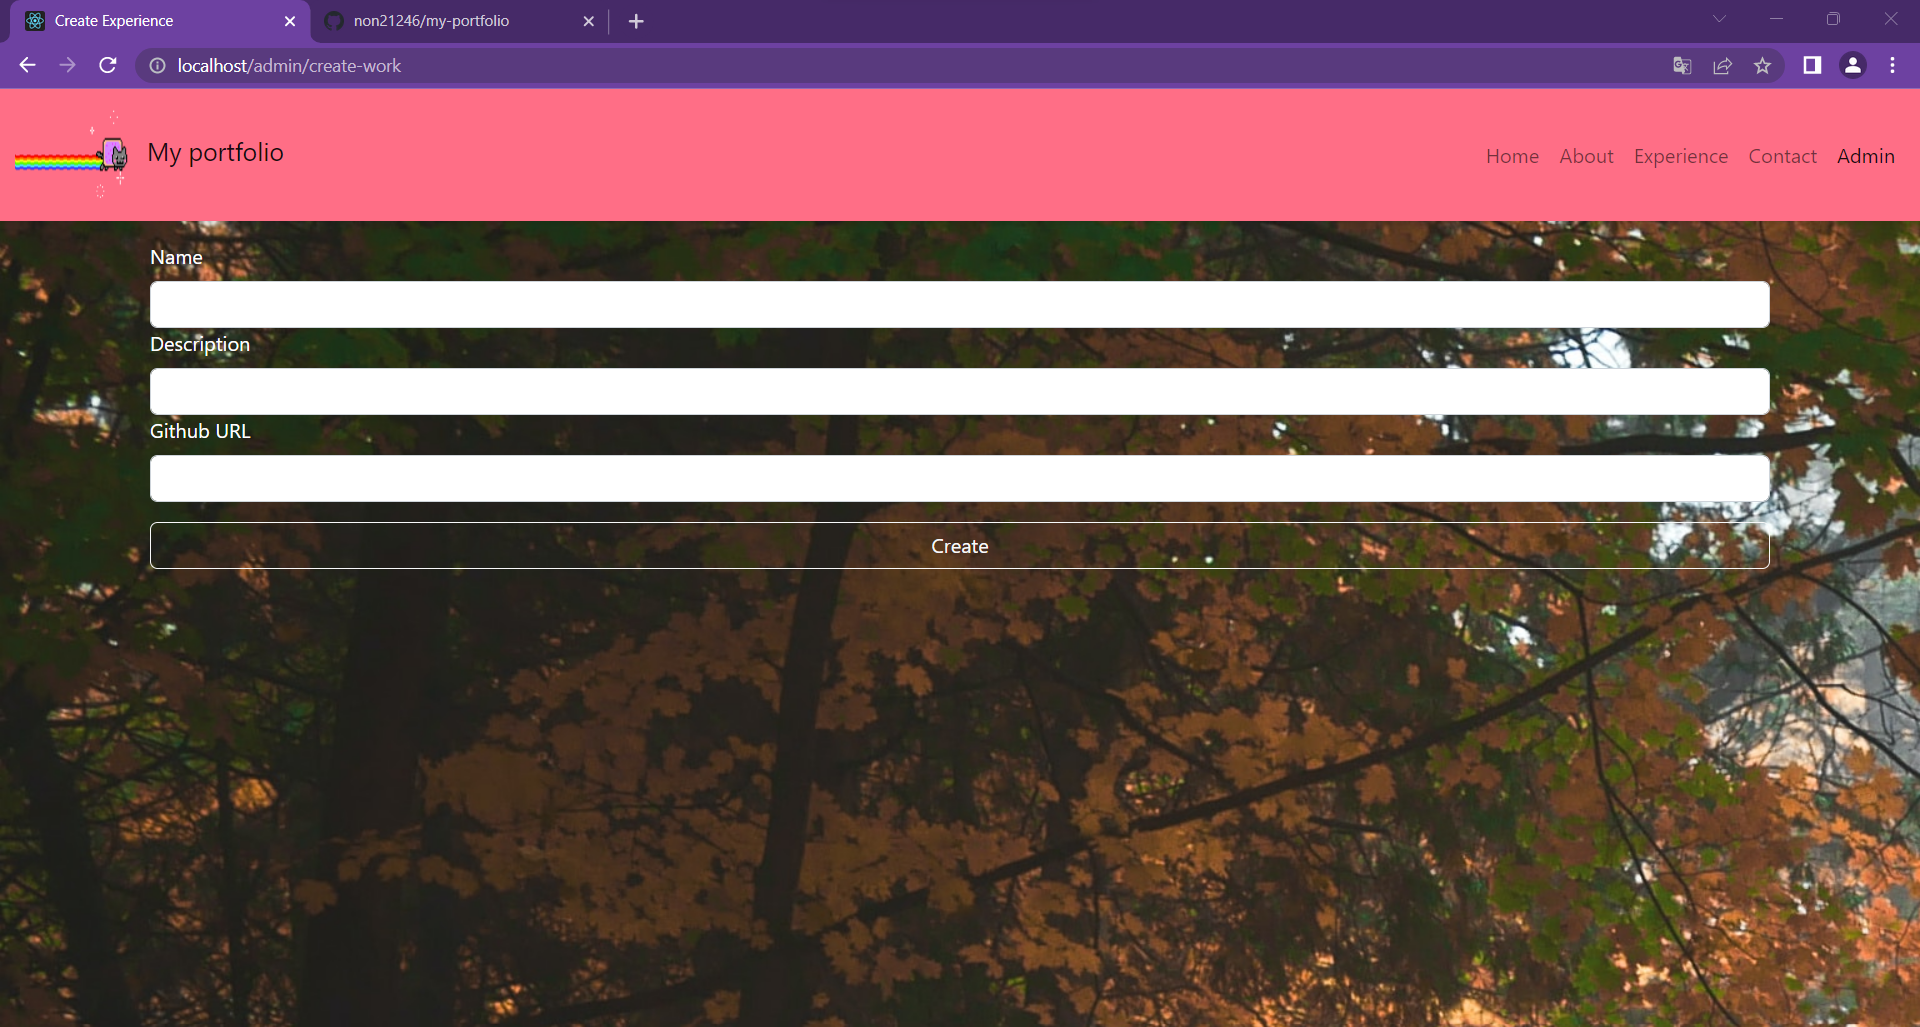 Create Experience
non21246/my-portfolio
localhost/admin/create-work
My portfolio
Home About Experience Contact Admin
Name
Description
Github URL
Create